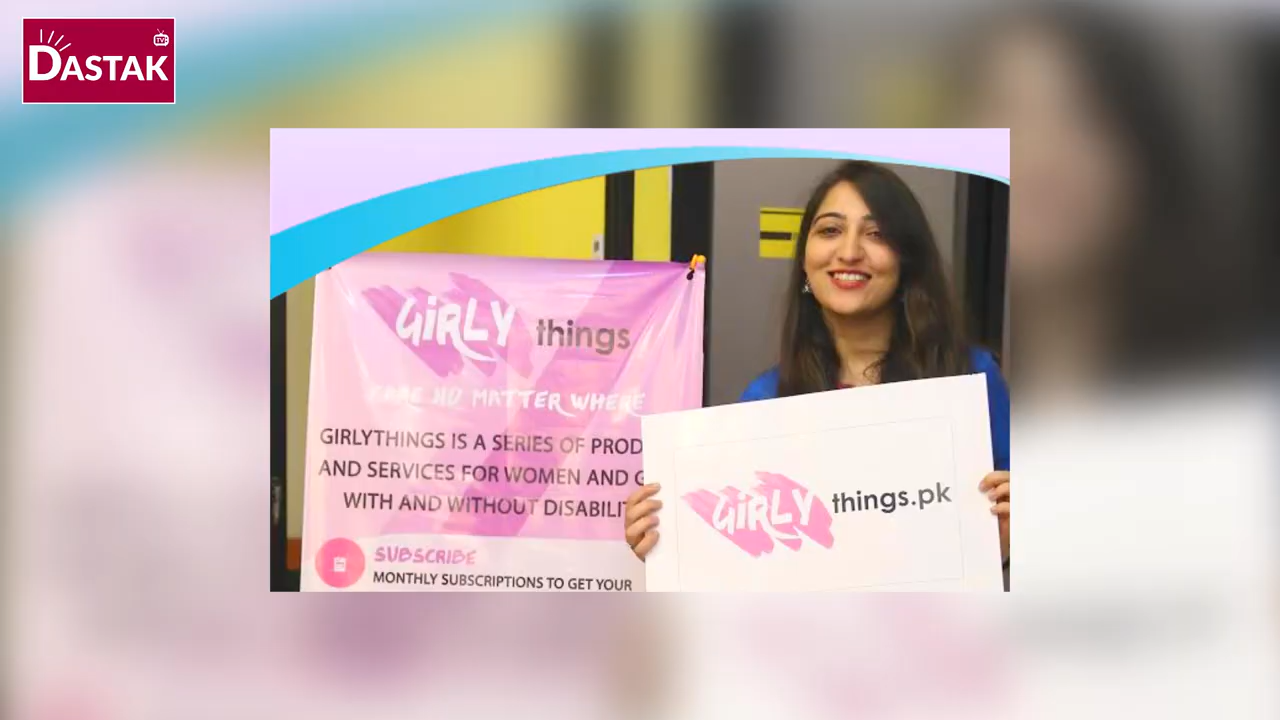 DASTAK
TV
GiRLY things
CARE NO MATTER WHERE
GIRLYTHINGS IS A SERIES OF PROD
AND SERVICES FOR WOMEN AND G
WITH AND WITHOUT DISABILIT
SUBSCRIBE
MONTHLY SUBSCRIPTIONS TO GET YOUR
GiRLY things.pk